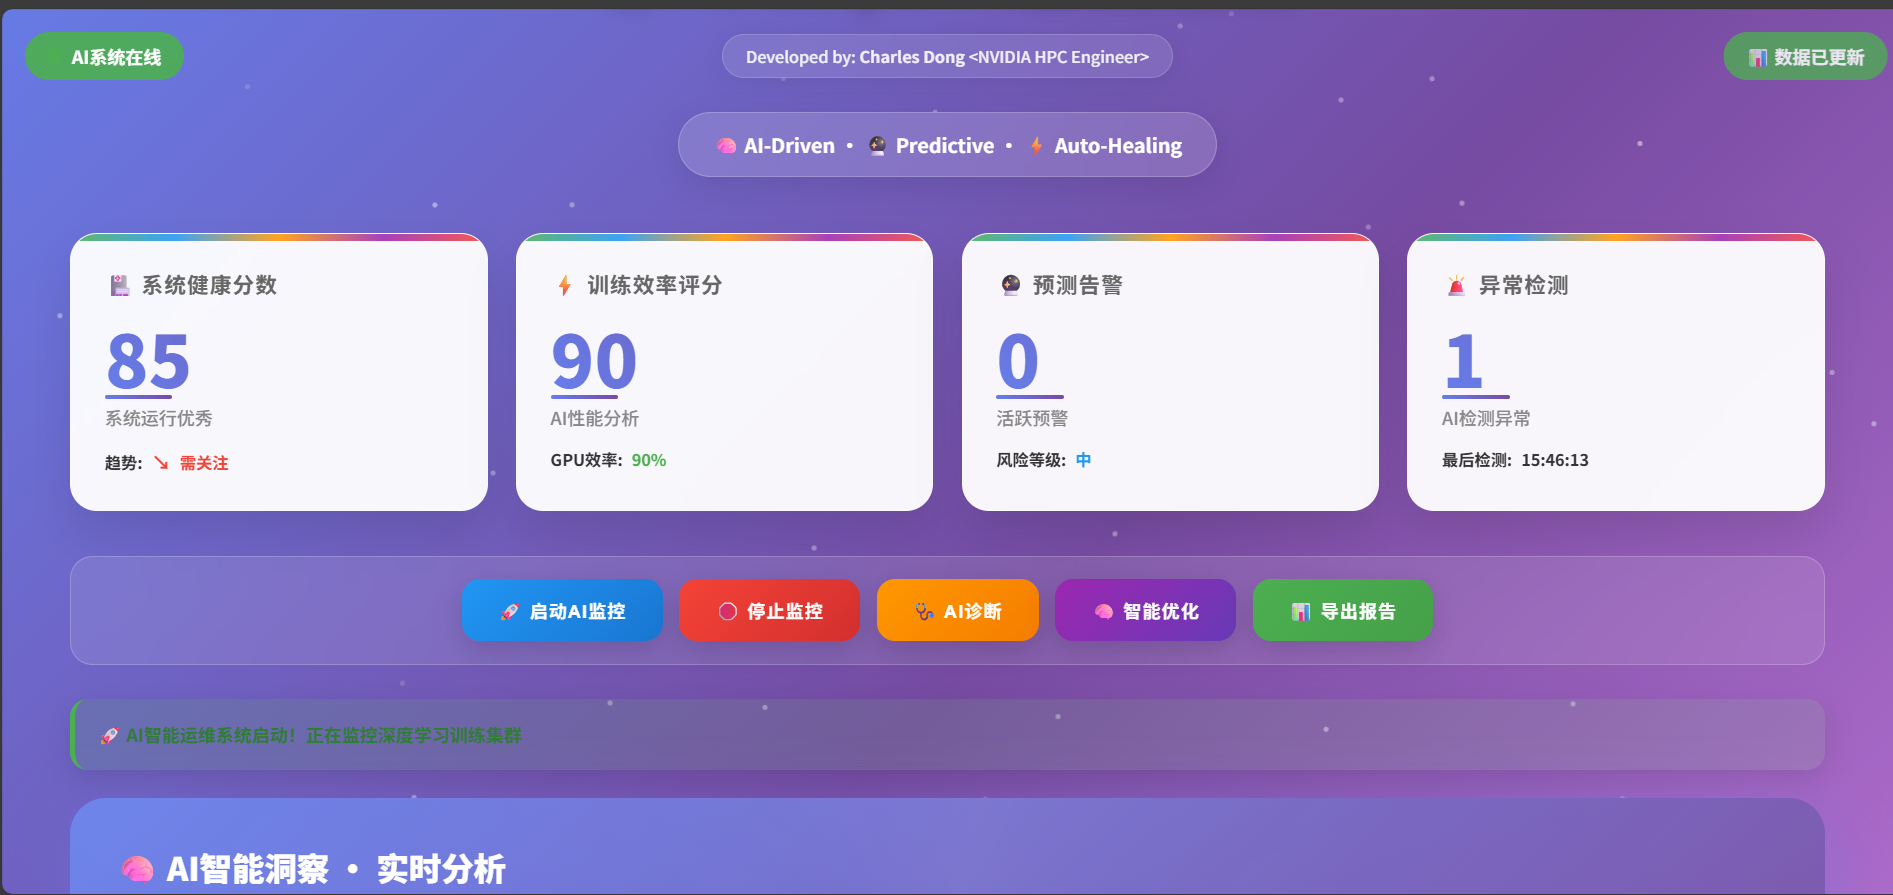 AI系统在线
Developed by: Charles Dong <NVIDIA HPC Engineer>
📊 数据已更新
🧠 AI-Driven • 🔮 Predictive • ⚡ Auto-Healing
🏥 系统健康分数
85
系统运行优秀
趋势: ↘ 需关注
⚡ 训练效率评分
90
AI性能分析
GPU效率: 90%
🔮 预测告警
0
活跃预警
风险等级: 中
🚨 异常检测
1
AI检测异常
最后检测: 15:46:13
🚀 启动AI监控
🛑 停止监控
🩺 AI诊断
🧠 智能优化
📊 导出报告
🚀 AI智能运维系统启动！正在监控深度学习训练集群
🧠 AI智能洞察 • 实时分析